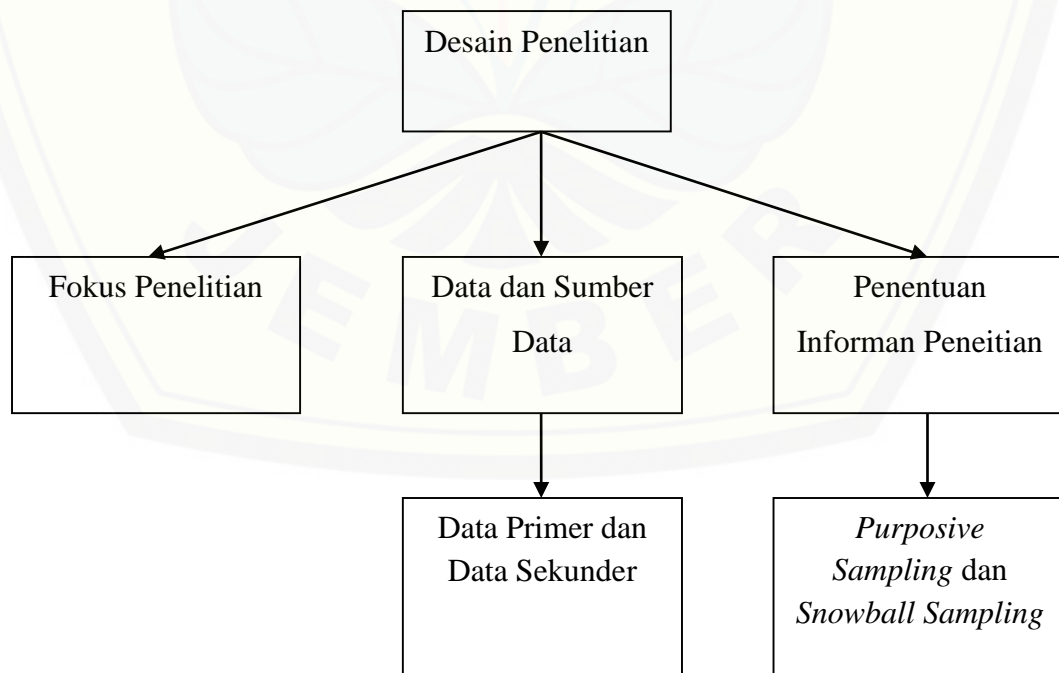 Desain Penelitian
Fokus Penelitian
Data dan Sumber
Data
Penentuan
Informan Peneitian
Data Primer dan
Data Sekunder
Purposive
Sampling dan
Snowball Sampling
JEMBER